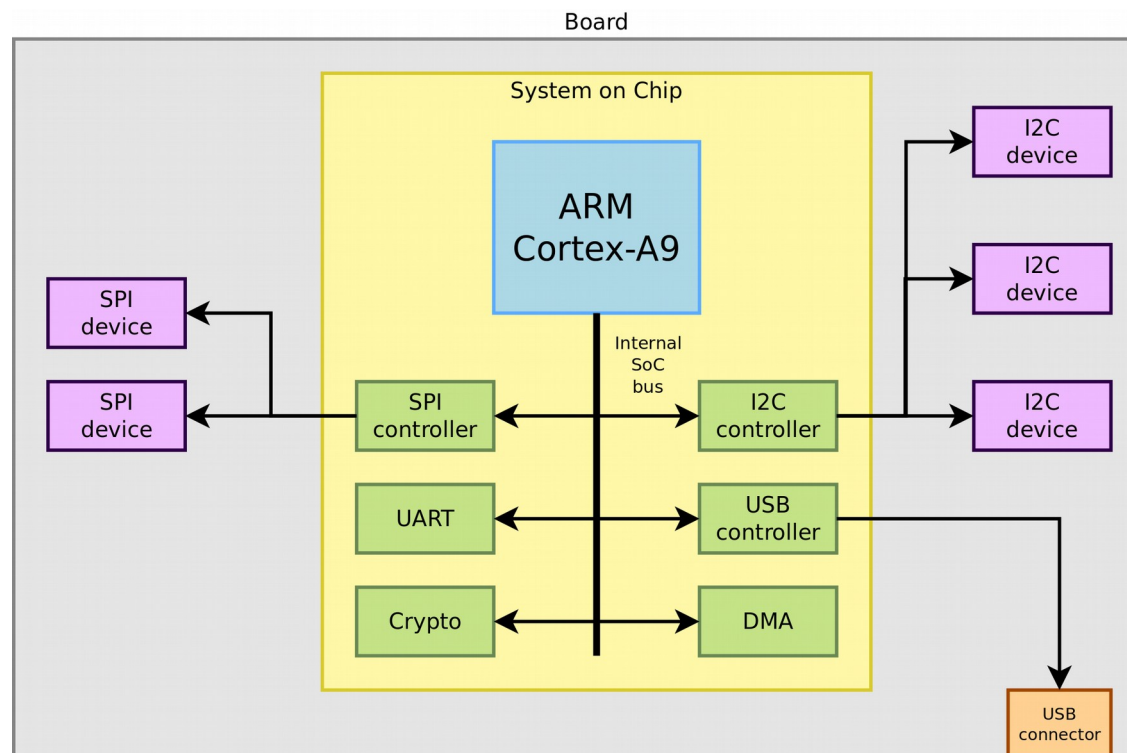 Board
System on Chip
ARM
Cortex-A9
Internal
SoC
bus
SPI
device
SPI
device
SPI
controller
UART
Crypto
I2C
controller
USB
controller
DMA
I2C
device
I2C
device
I2C
device
USB
connector